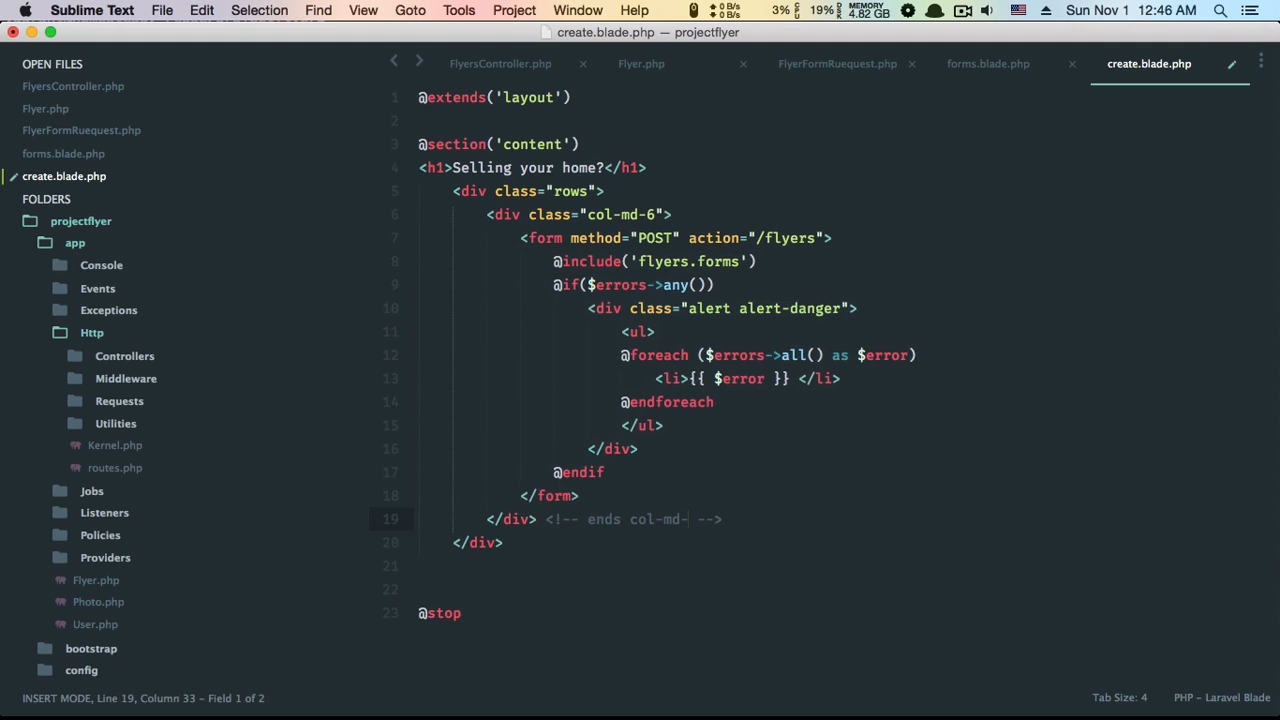 Sublime Text File Edit Selection Find View Goto Tools Project Window Help 0 B/s 0 B/s 3% CPU 19% MEMORY 4.82 GB Sun Nov 1 12:46 AM
create.blade.php — projectflyer
OPEN FILES
FlyersController.php
Flyer.php
FlyerFormRuequest.php
forms.blade.php
create.blade.php
FOLDERS
projectflyer
app
Console
Events
Exceptions
Http
Controllers
Middleware
Requests
Utilities
Kernel.php
routes.php
Jobs
Listeners
Policies
Providers
Flyer.php
Photo.php
User.php
bootstrap
config
FlyersController.php Flyer.php FlyerFormRuequest.php forms.blade.php create.blade.php
1 @extends('layout')
2
3 @section('content')
4 <h1>Selling your home?</h1>
5 <div class="rows">
6 <div class="col-md-6">
7 <form method="POST" action="/flyers">
8 @include('flyers.forms')
9 @if($errors->any())
10 <div class="alert alert-danger">
11 <ul>
12 @foreach ($errors->all() as $error)
13 <li>{{ $error }} </li>
14 @endforeach
15 </ul>
16 </div>
17 @endif
18 </form>
19 </div> <!-- ends col-md- -->
20 </div>
21
22
23 @stop
INSERT MODE, Line 19, Column 33 - Field 1 of 2 Tab Size: 4 PHP - Laravel Blade